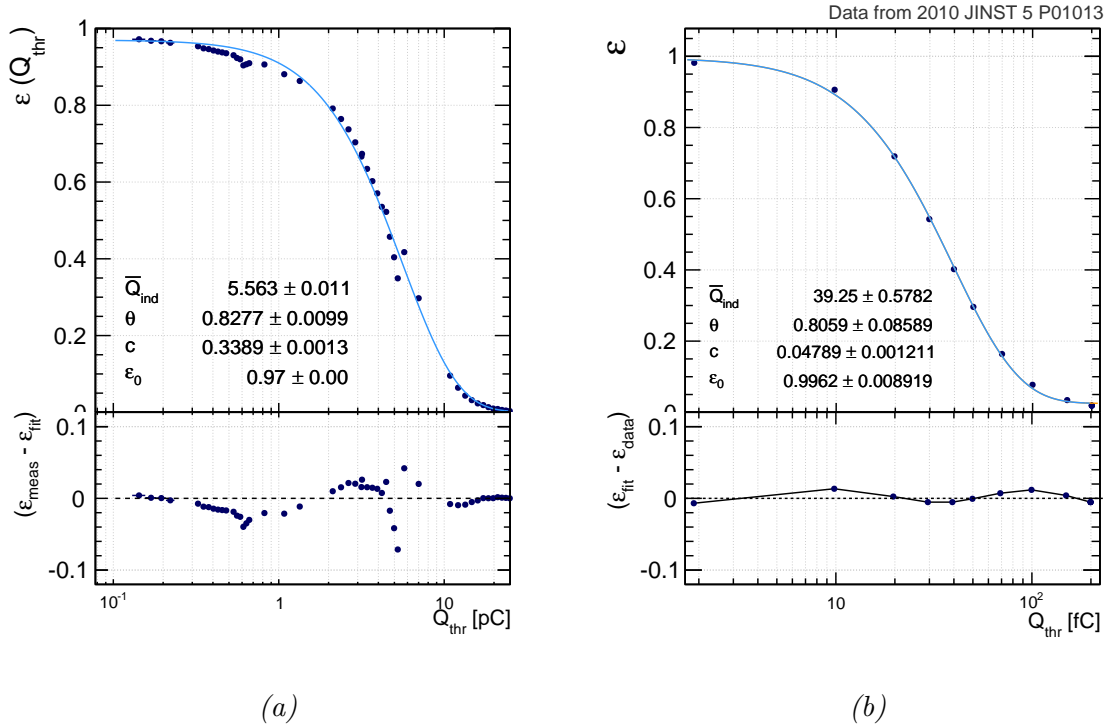 Data from 2010 JINST 5 P01013
ε (Q_thr)
1
0.8
0.6
0.4
0.2
0
Q̅_ind 5.563 ± 0.011
θ 0.8277 ± 0.0099
c 0.3389 ± 0.0013
ε_0 0.97 ± 0.00
(ε_meas - ε_fit)
0.1
0
-0.1
10^-1 1 10
Q_thr [pC]
(a)
ε
1
0.8
0.6
0.4
0.2
0
Q̅_ind 39.25 ± 0.5782
θ 0.8059 ± 0.08589
c 0.04789 ± 0.001211
ε_0 0.9962 ± 0.008919
(ε_fit - ε_data)
0.1
0
-0.1
10 10^2
Q_thr [fC]
(b)